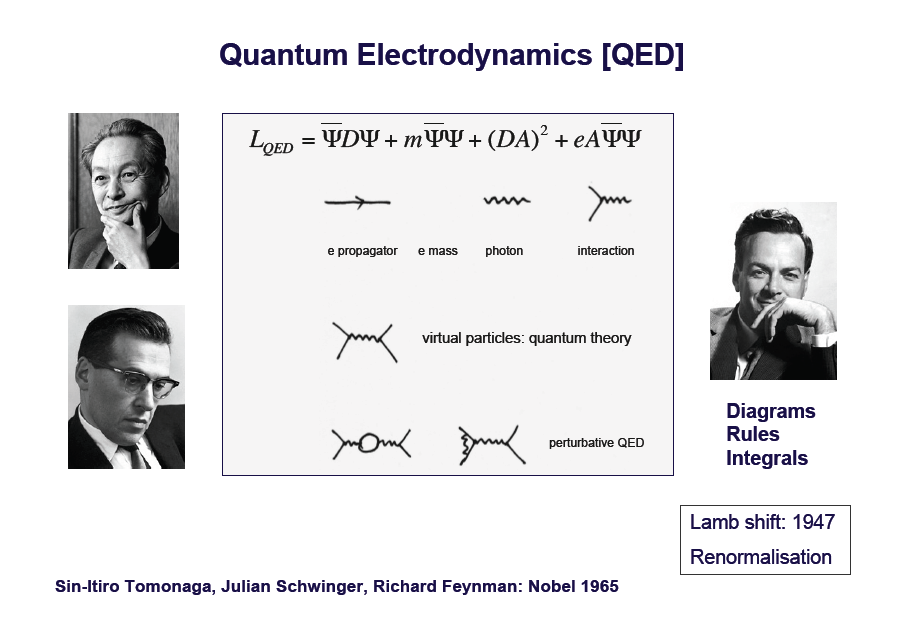 Quantum Electrodynamics [QED]
L_QED = Ψ̅DΨ + mΨ̅Ψ + (DA)² + eAΨ̅Ψ
e propagator e mass photon interaction
virtual particles: quantum theory
perturbative QED
Diagrams
Rules
Integrals
Lamb shift: 1947
Renormalisation
Sin-Itiro Tomonaga, Julian Schwinger, Richard Feynman: Nobel 1965